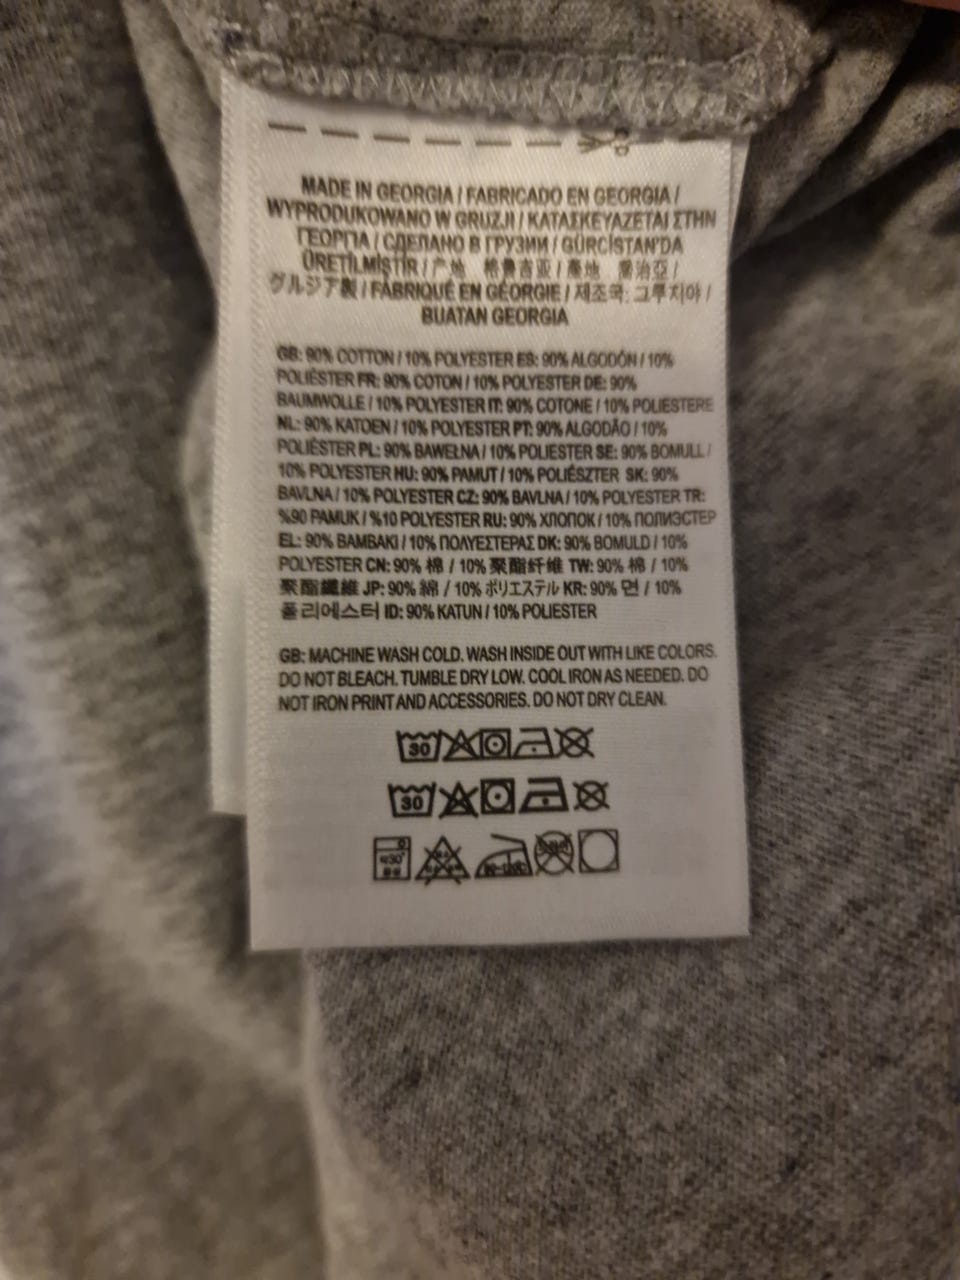 MADE IN GEORGIA / FABRICADO EN GEORGIA /
WYPRODUKOWANO W GRUZJI / ΚΑΤΑΣΚΕΥΑΖΕΤΑΙ ΣΤΗΝ
ΓΕΟΡΓΙΑ / СДЕЛАНО В ГРУЗИИ / GÜRCİSTAN'DA
ÜRETİLMİŞTİR / 产地 格鲁吉亚 / 產地 喬治亞 /
グルジア製 / FABRIQUÉ EN GÉORGIE / 제조국: 그루지아 /
BUATAN GEORGIA
GB: 90% COTTON / 10% POLYESTER ES: 90% ALGODÓN / 10%
POLIÉSTER FR: 90% COTON / 10% POLYESTER DE: 90%
BAUMWOLLE / 10% POLYESTER IT: 90% COTONE / 10% POLIESTERE
NL: 90% KATOEN / 10% POLYESTER PT: 90% ALGODÃO / 10%
POLIÉSTER PL: 90% BAWEŁNA / 10% POLIESTER SE: 90% BOMULL /
10% POLYESTER HU: 90% PAMUT / 10% POLIÉSZTER SK: 90%
BAVLNA / 10% POLYESTER CZ: 90% BAVLNA / 10% POLYESTER TR:
%90 PAMUK / %10 POLYESTER RU: 90% ХЛОПОК / 10% ПОЛИЭСТЕР
EL: 90% ΒΑΜΒΑΚΙ / 10% ΠΟΛΥΕΣΤΕΡΑΣ DK: 90% BOMULD / 10%
POLYESTER CN: 90% 棉 / 10% 聚酯纤维 TW: 90% 棉 / 10%
聚酯纖維 JP: 90% 綿 / 10% ポリエステル KR: 90% 면 / 10%
폴리에스터 ID: 90% KATUN / 10% POLIESTER
GB: MACHINE WASH COLD. WASH INSIDE OUT WITH LIKE COLORS.
DO NOT BLEACH. TUMBLE DRY LOW. COOL IRON AS NEEDED. DO
NOT IRON PRINT AND ACCESSORIES. DO NOT DRY CLEAN.
30
30